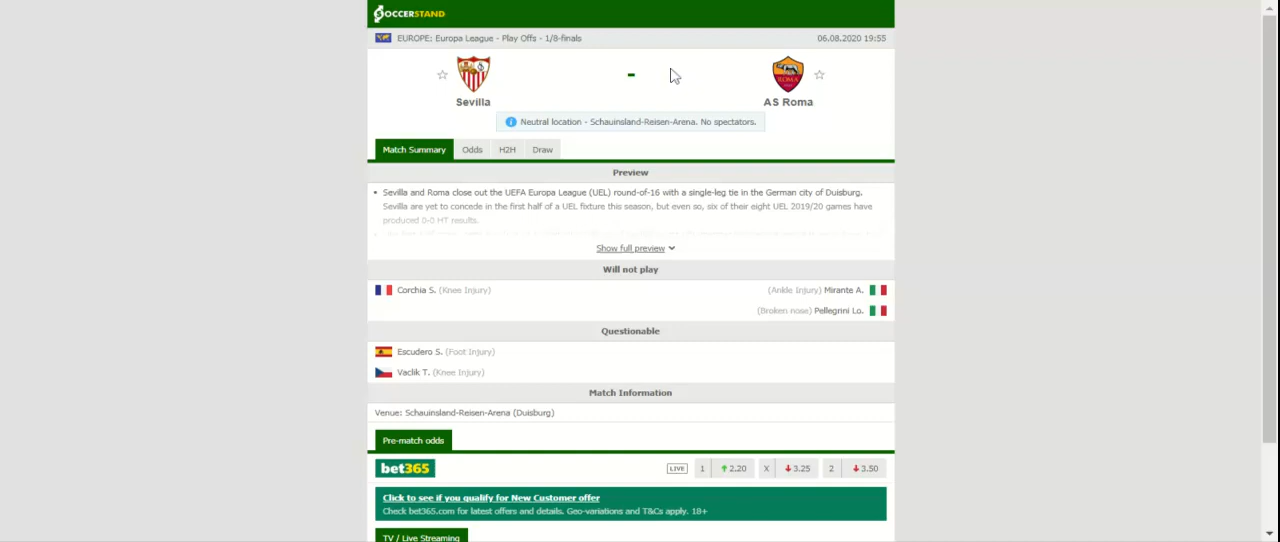 SOCCERSTAND
EUROPE: Europa League - Play Offs - 1/8-finals 06.08.2020 19:55
-
Sevilla AS Roma
Neutral location - Schauinsland-Reisen-Arena. No spectators.
Match Summary Odds H2H Draw
Preview
• Sevilla and Roma close out the UEFA Europa League (UEL) round-of-16 with a single-leg tie in the German city of Duisburg.
Sevilla are yet to concede in the first half of a UEL fixture this season, but even so, six of their eight UEL 2019/20 games have
produced 0-0 HT results.
Show full preview
Will not play
Corchia S. (Knee Injury) (Ankle Injury) Mirante A.
(Broken nose) Pellegrini Lo.
Questionable
Escudero S. (Foot Injury)
Vaclik T. (Knee Injury)
Match Information
Venue: Schauinsland-Reisen-Arena (Duisburg)
Pre-match odds
bet365 LIVE 1 2.20 X 3.25 2 3.50
Click to see if you qualify for New Customer offer
Check bet365.com for latest offers and details. Geo-variations and T&Cs apply. 18+
TV / Live Streaming